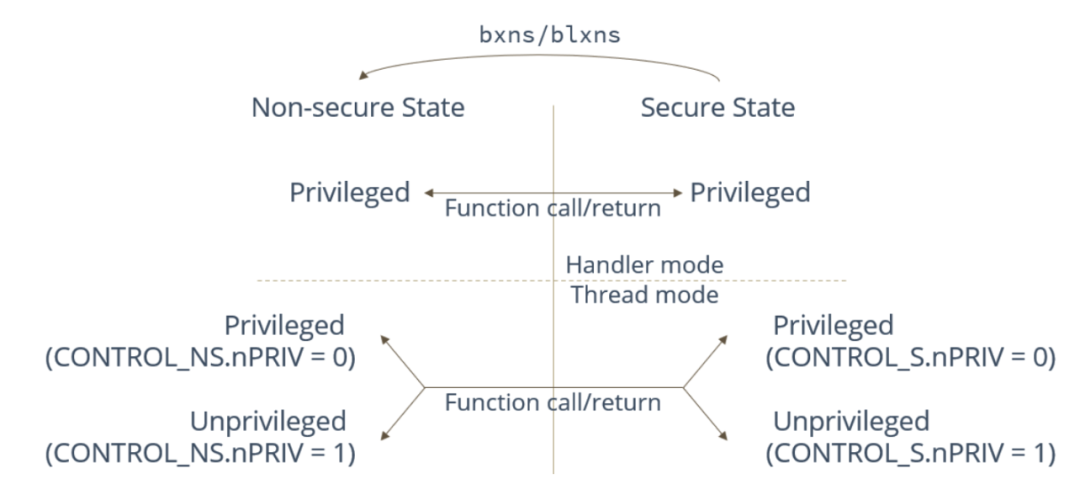 bxns/blxns
Non-secure State
Secure State
Privileged
Privileged
Function call/return
Handler mode
Thread mode
Privileged
(CONTROL_NS.nPRIV = 0)
Privileged
(CONTROL_S.nPRIV = 0)
Function call/return
Unprivileged
(CONTROL_NS.nPRIV = 1)
Unprivileged
(CONTROL_S.nPRIV = 1)